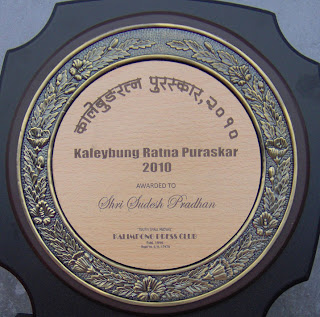 कालेबुङरत्न पुरस्कार, २०१०
Kaleybung Ratna Puraskar
2010
AWARDED TO
Shri Sudesh Pradhan
KALIMPONG PRESS CLUB